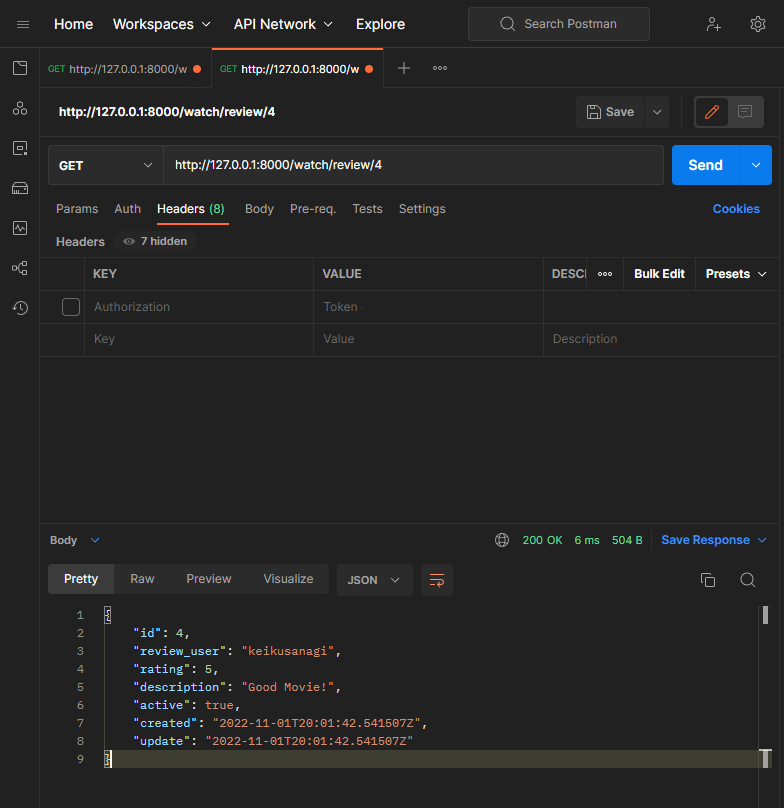 Home Workspaces API Network Explore Search Postman
GET http://127.0.0.1:8000/w GET http://127.0.0.1:8000/w
http://127.0.0.1:8000/watch/review/4 Save
GET http://127.0.0.1:8000/watch/review/4 Send
Params Auth Headers (8) Body Pre-req. Tests Settings Cookies
Headers 7 hidden
KEY VALUE DESCI Bulk Edit Presets
Authorization Token
Key Value Description
Body 200 OK 6 ms 504 B Save Response
Pretty Raw Preview Visualize JSON
1 {
2 "id": 4,
3 "review_user": "keikusanagi",
4 "rating": 5,
5 "description": "Good Movie!",
6 "active": true,
7 "created": "2022-11-01T20:01:42.541507Z",
8 "update": "2022-11-01T20:01:42.541507Z"
9 }